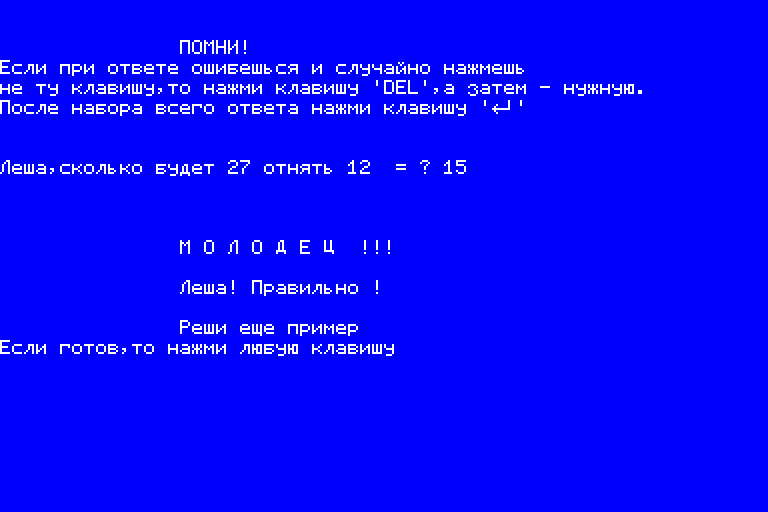 ПОМНИ!
Если при ответе ошибешься и случайно нажмешь
не ту клавишу,то нажми клавишу 'DEL',а затем - нужную.
После набора всего ответа нажми клавишу '↵'
Леша,сколько будет 27 отнять 12  = ? 15
М О Л О Д Е Ц  !!!
Леша! Правильно !
Реши еще пример
Если готов,то нажми любую клавишу